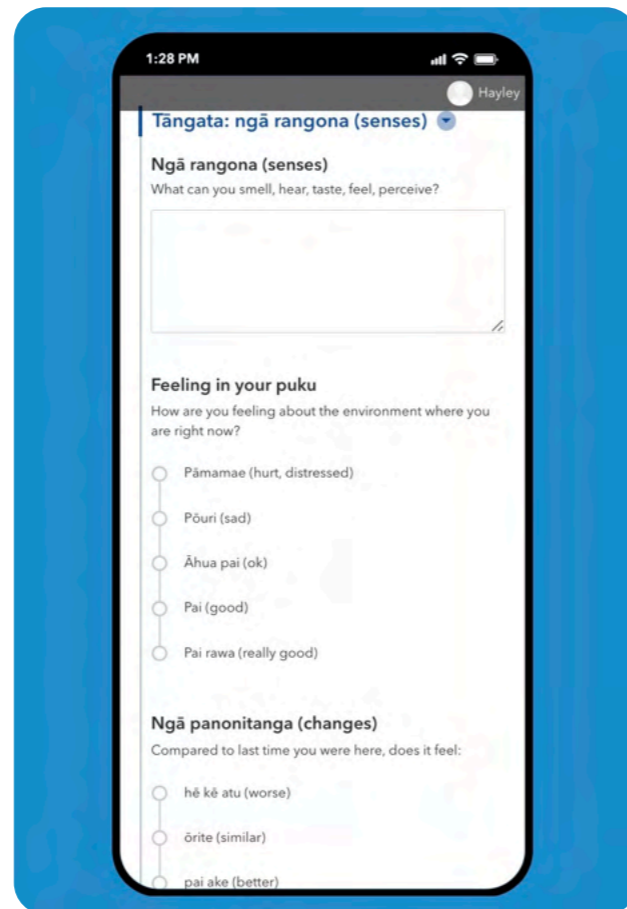 1:28 PM
Hayley
Tāngata: ngā rangona (senses)
Ngā rangona (senses)
What can you smell, hear, taste, feel, perceive?
Feeling in your puku
How are you feeling about the environment where you
are right now?
Pāmamae (hurt, distressed)
Pōuri (sad)
Āhua pai (ok)
Pai (good)
Pai rawa (really good)
Ngā panonitanga (changes)
Compared to last time you were here, does it feel:
hē kē atu (worse)
ōrite (similar)
pai ake (better)